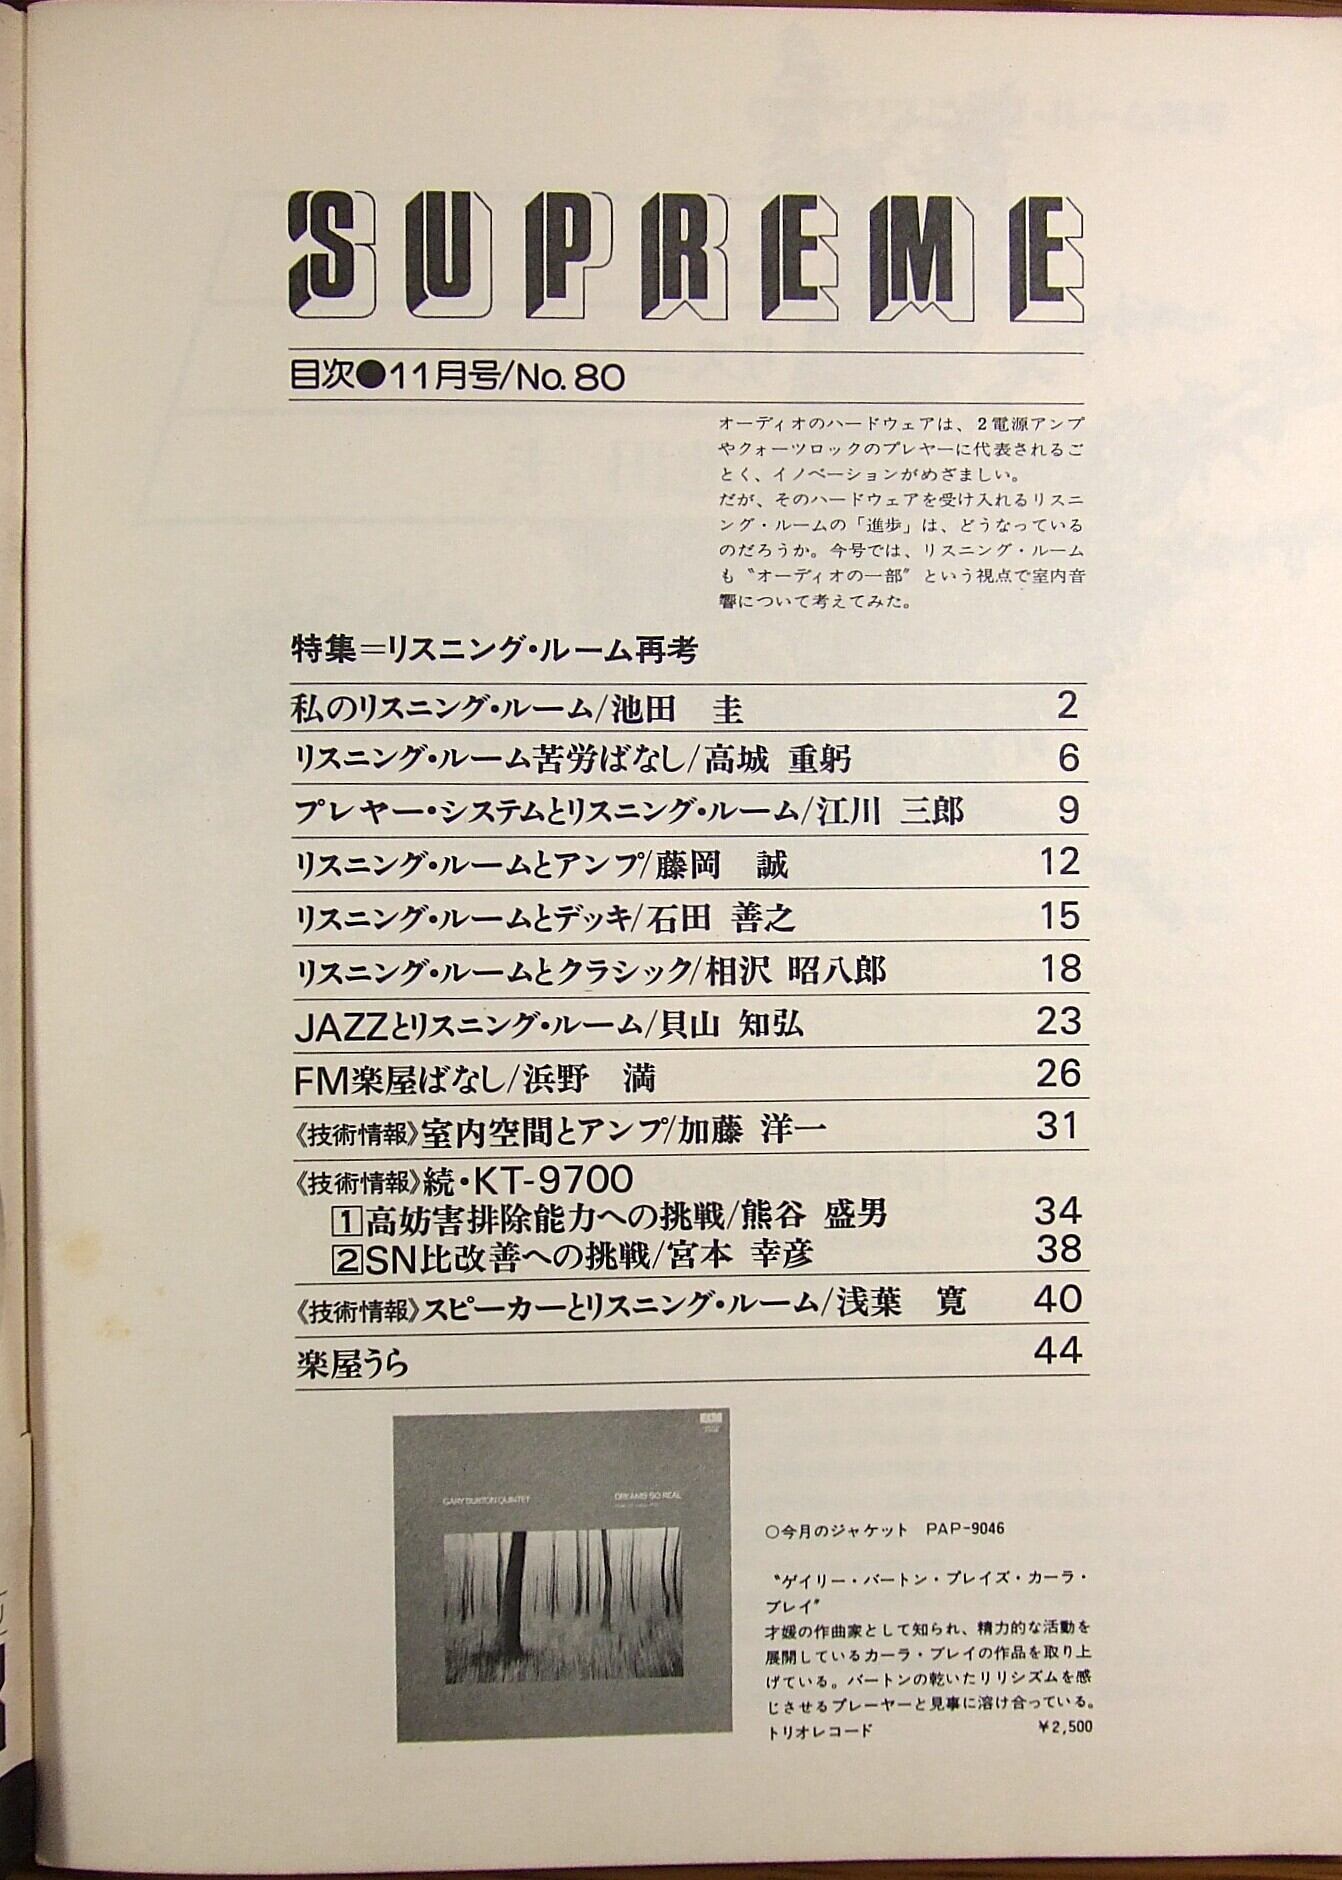 SUPREME
目次●11月号/No.80
オーディオのハードウェアは、2電源アンプ
やクォーツロックのプレヤーに代表されるご
とく、イノベーションがめざましい。
だが、そのハードウェアを受け入れるリスニ
ング・ルームの「進歩」は、どうなっている
のだろうか。今号では、リスニング・ルーム
も〝オーディオの一部〟という視点で室内音
響について考えてみた。
特集=リスニング・ルーム再考
私のリスニング・ルーム/池田 圭 2
リスニング・ルーム苦労ばなし/高城 重躬 6
プレヤー・システムとリスニング・ルーム/江川 三郎 9
リスニング・ルームとアンプ/藤岡 誠 12
リスニング・ルームとデッキ/石田 善之 15
リスニング・ルームとクラシック/相沢 昭八郎 18
JAZZとリスニング・ルーム/貝山 知弘 23
FM楽屋ばなし/浜野 満 26
《技術情報》室内空間とアンプ/加藤 洋一 31
《技術情報》続・KT-9700
1高妨害排除能力への挑戦/熊谷 盛男 34
2SN比改善への挑戦/宮本 幸彦 38
《技術情報》スピーカーとリスニング・ルーム/浅葉 寛 40
楽屋うら 44
GARY BURTON QUINTET DREAMS SO REAL
○今月のジャケット PAP-9046
〝ゲイリー・バートン・プレイズ・カーラ・
ブレイ〟
才媛の作曲家として知られ、精力的な活動を
展開しているカーラ・ブレイの作品を取り上
げている。バートンの乾いたリリシズムを感
じさせるプレーヤーと見事に溶け合っている。
トリオレコード ¥2,500